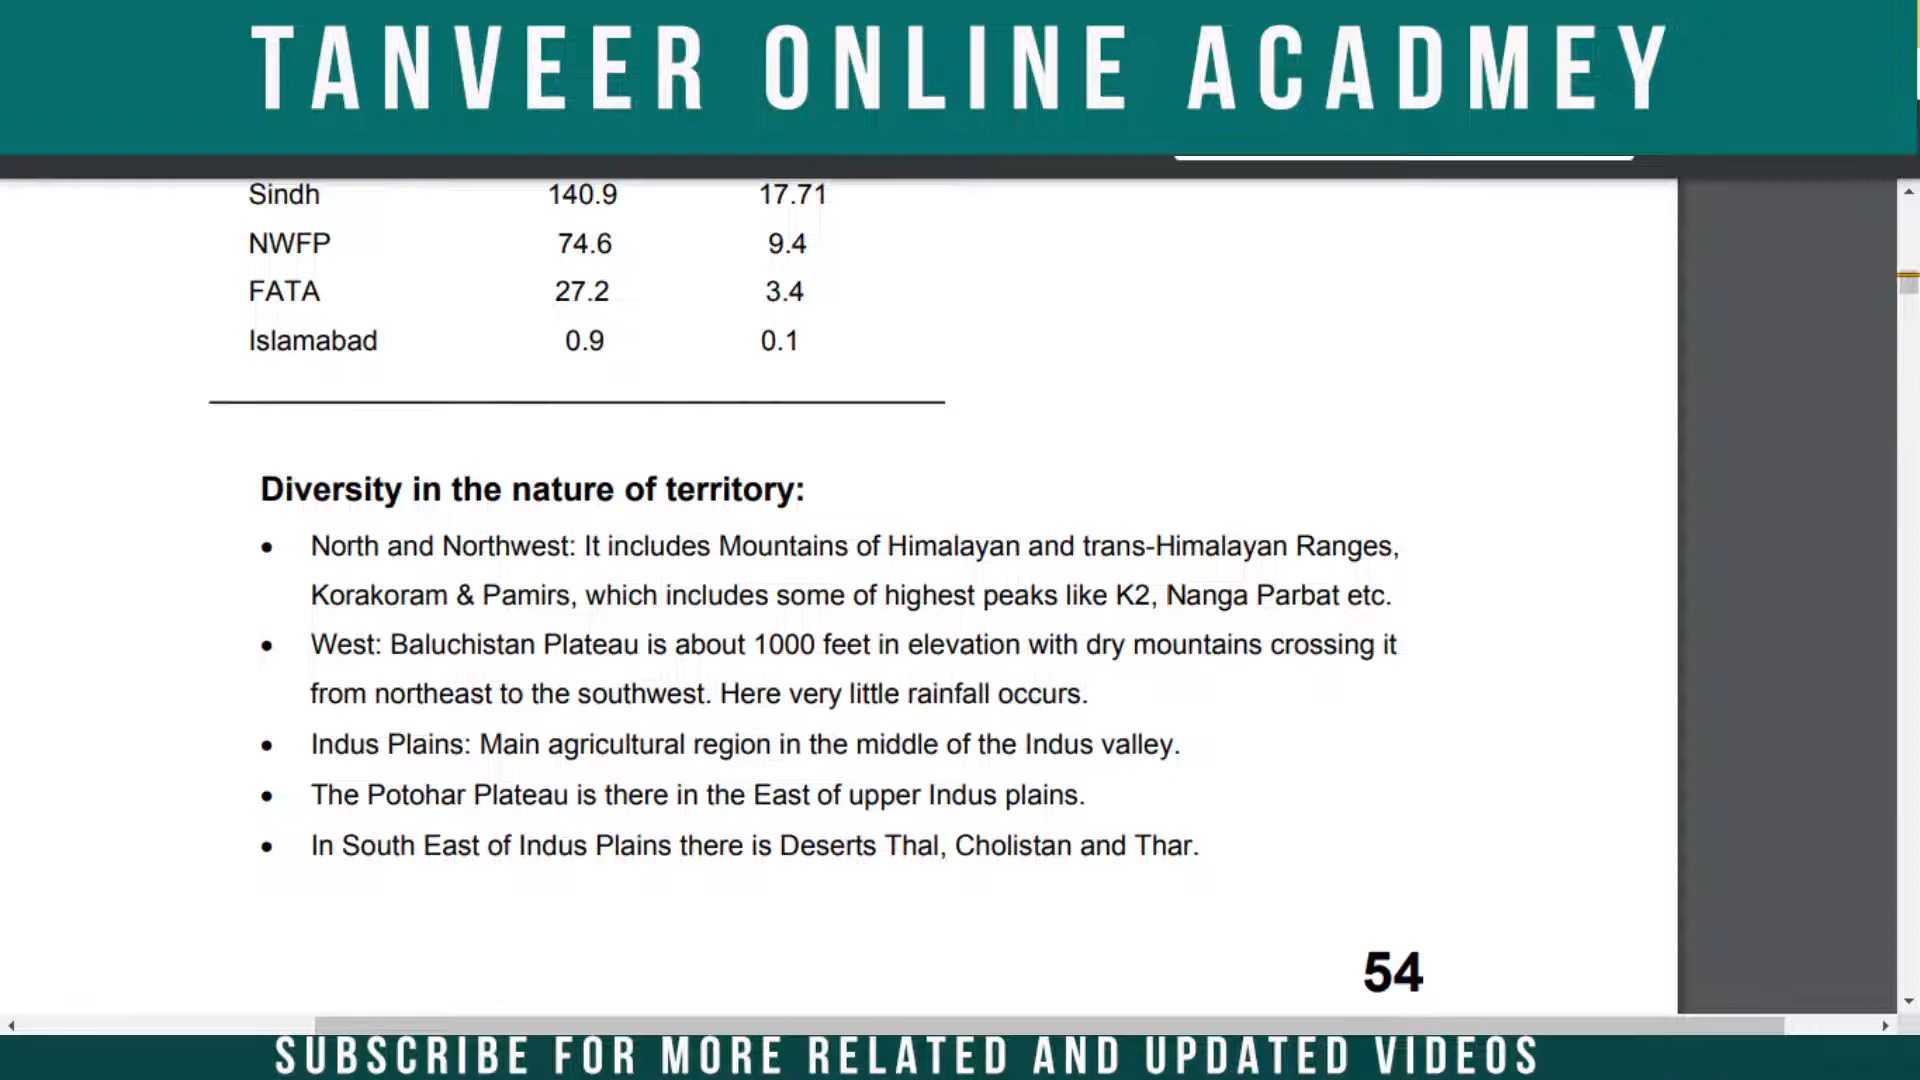 TANVEER ONLINE ACADMEY
Sindh 140.9 17.71
NWFP 74.6 9.4
FATA 27.2 3.4
Islamabad 0.9 0.1
Diversity in the nature of territory:
• North and Northwest: It includes Mountains of Himalayan and trans-Himalayan Ranges,
Korakoram & Pamirs, which includes some of highest peaks like K2, Nanga Parbat etc.
• West: Baluchistan Plateau is about 1000 feet in elevation with dry mountains crossing it
from northeast to the southwest. Here very little rainfall occurs.
• Indus Plains: Main agricultural region in the middle of the Indus valley.
• The Potohar Plateau is there in the East of upper Indus plains.
• In South East of Indus Plains there is Deserts Thal, Cholistan and Thar.
54
SUBSCRIBE FOR MORE RELATED AND UPDATED VIDEOS